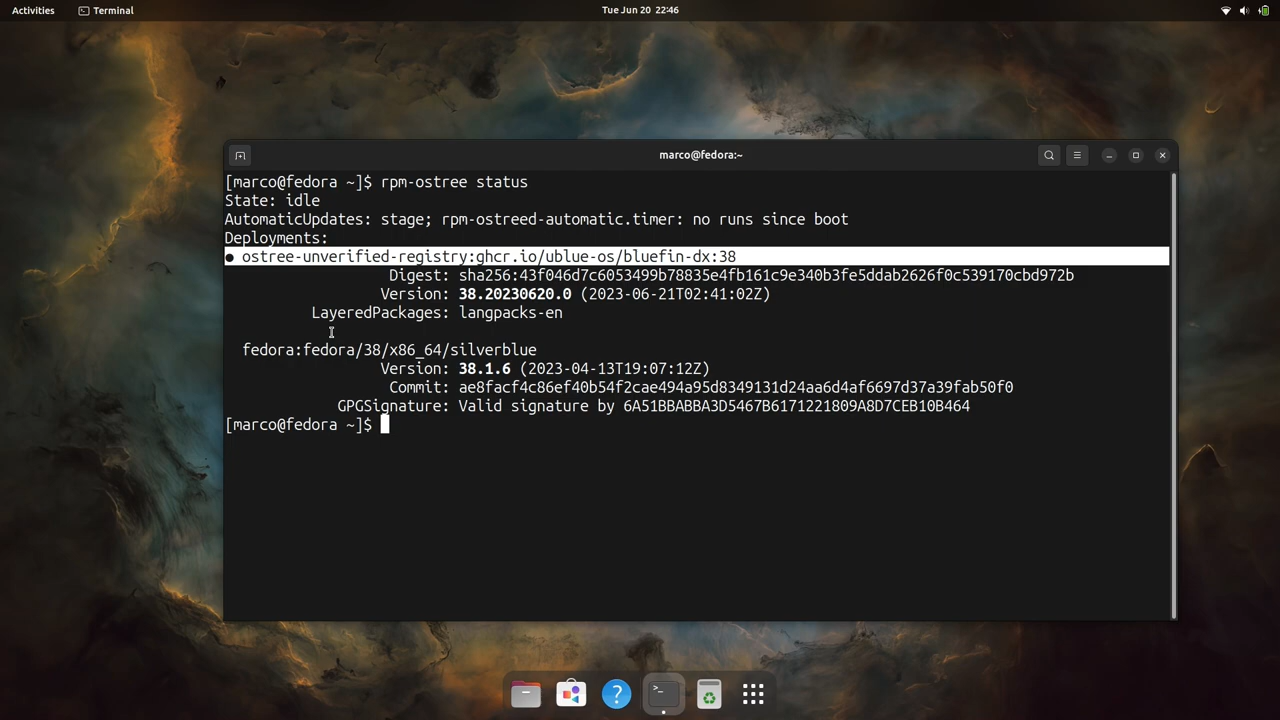 Activities Terminal Tue Jun 20 22:46
marco@fedora:~
[marco@fedora ~]$ rpm-ostree status
State: idle
AutomaticUpdates: stage; rpm-ostreed-automatic.timer: no runs since boot
Deployments:
● ostree-unverified-registry:ghcr.io/ublue-os/bluefin-dx:38
Digest: sha256:43f046d7c6053499b78835e4fb161c9e340b3fe5ddab2626f0c539170cbd972b
Version: 38.20230620.0 (2023-06-21T02:41:02Z)
LayeredPackages: langpacks-en
fedora:fedora/38/x86_64/silverblue
Version: 38.1.6 (2023-04-13T19:07:12Z)
Commit: ae8facf4c86ef40b54f2cae494a95d8349131d24aa6d4af6697d37a39fab50f0
GPGSignature: Valid signature by 6A51BBABBA3D5467B6171221809A8D7CEB10B464
[marco@fedora ~]$